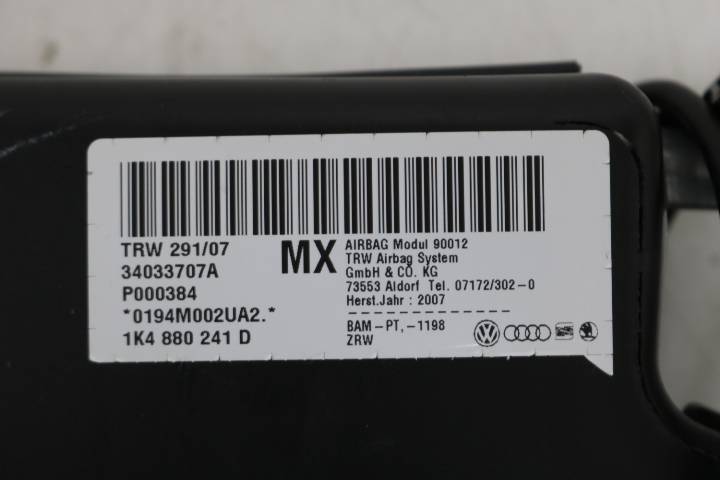 TRW 291/07
34033707A
P000384
*0194M002UA2.*
1K4 880 241 D
MX
AIRBAG Modul 90012
TRW Airbag System
GmbH & CO. KG
73553 Aldorf Tel. 07172/302-0
Herst.Jahr : 2007
BAM-PT,-1198
ZRW